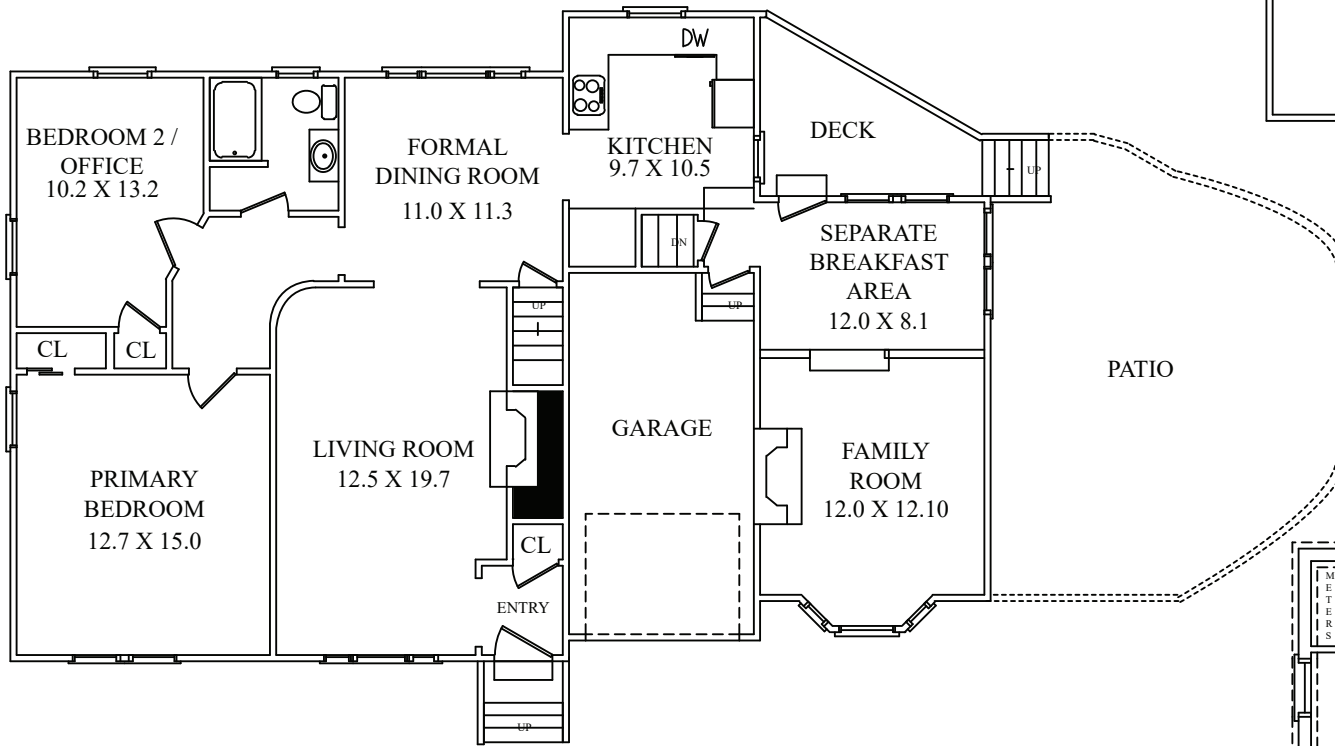 DW
BEDROOM 2 /
OFFICE
10.2 X 13.2
FORMAL
DINING ROOM
11.0 X 11.3
KITCHEN
9.7 X 10.5
DECK
UP
DN
SEPARATE
BREAKFAST
AREA
12.0 X 8.1
UP
UP
CL
CL
PATIO
LIVING ROOM
12.5 X 19.7
GARAGE
FAMILY
ROOM
12.0 X 12.10
PRIMARY
BEDROOM
12.7 X 15.0
CL
ENTRY
UP
METERS